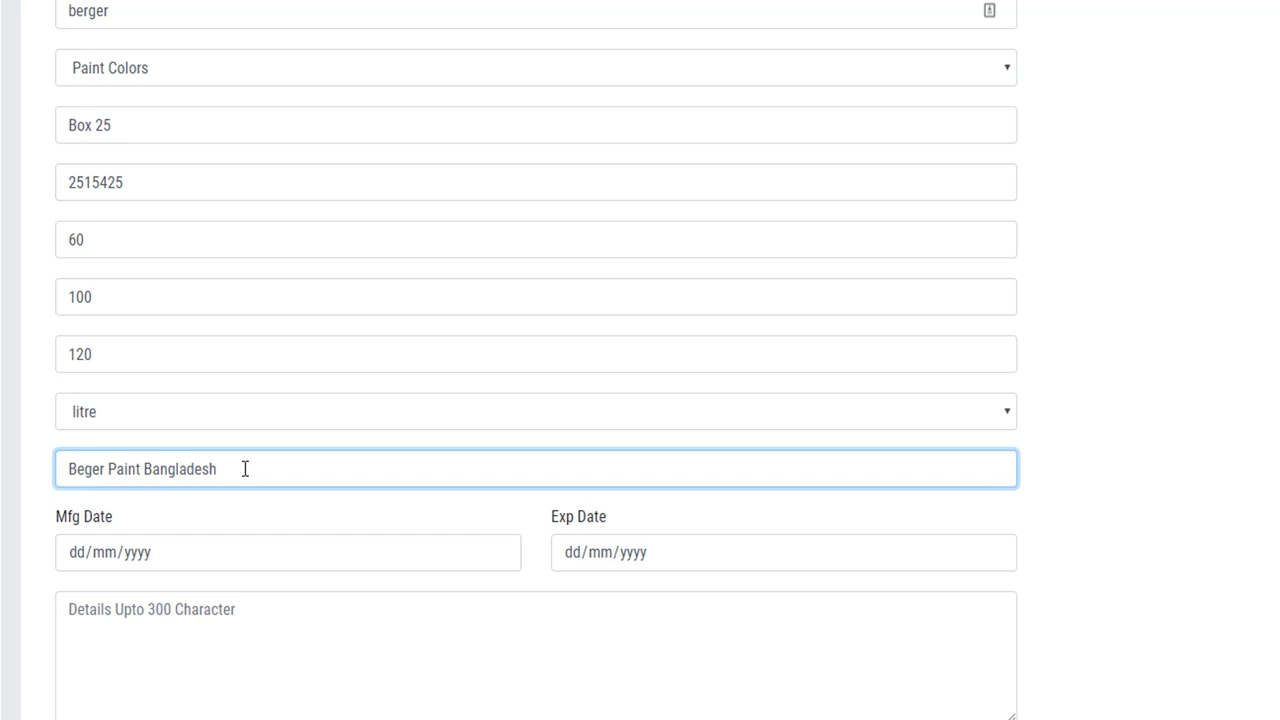 berger
Paint Colors
Box 25
2515425
60
100
120
litre
Beger Paint Bangladesh
Mfg Date
Exp Date
dd/mm/yyyy
dd/mm/yyyy
Details Upto 300 Character